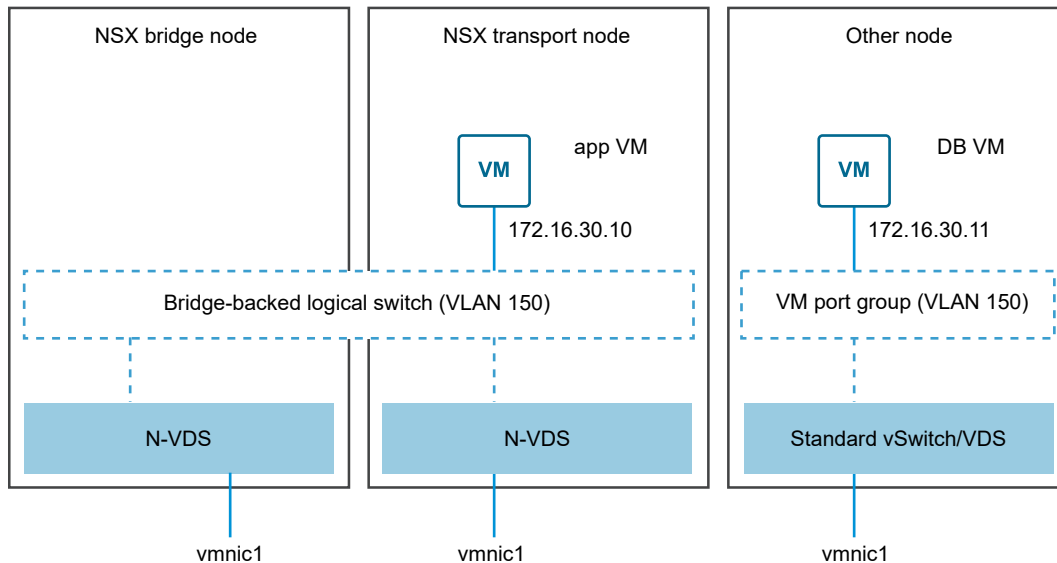 NSX bridge node
NSX transport node
Other node
VM
app VM
VM
DB VM
172.16.30.10
172.16.30.11
Bridge-backed logical switch (VLAN 150)
VM port group (VLAN 150)
N-VDS
N-VDS
Standard vSwitch/VDS
vmnic1
vmnic1
vmnic1